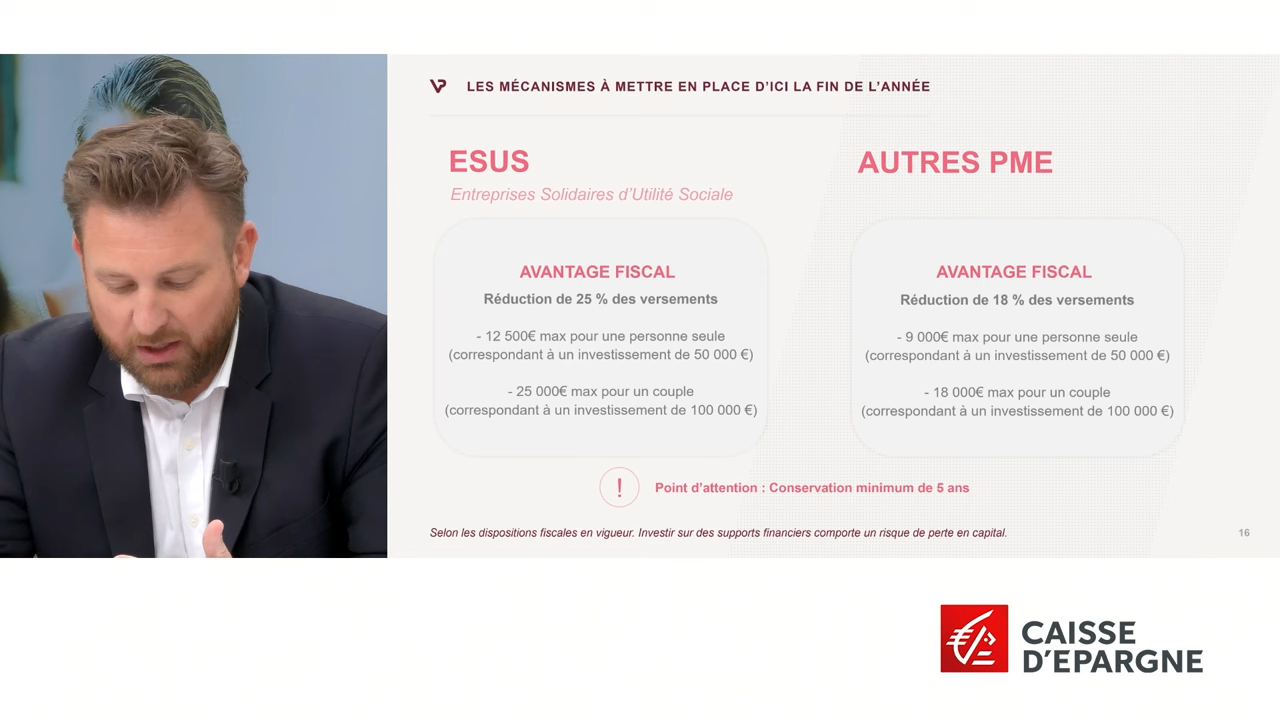 LES MÉCANISMES À METTRE EN PLACE D'ICI LA FIN DE L'ANNÉE
ESUS
Entreprises Solidaires d'Utilité Sociale
AVANTAGE FISCAL
Réduction de 25 % des versements
- 12 500€ max pour une personne seule
(correspondant à un investissement de 50 000 €)
- 25 000€ max pour un couple
(correspondant à un investissement de 100 000 €)
AUTRES PME
AVANTAGE FISCAL
Réduction de 18 % des versements
- 9 000€ max pour une personne seule
(correspondant à un investissement de 50 000 €)
- 18 000€ max pour un couple
(correspondant à un investissement de 100 000 €)
! Point d'attention : Conservation minimum de 5 ans
Selon les dispositions fiscales en vigueur. Investir sur des supports financiers comporte un risque de perte en capital.
16
CAISSE
D'EPARGNE